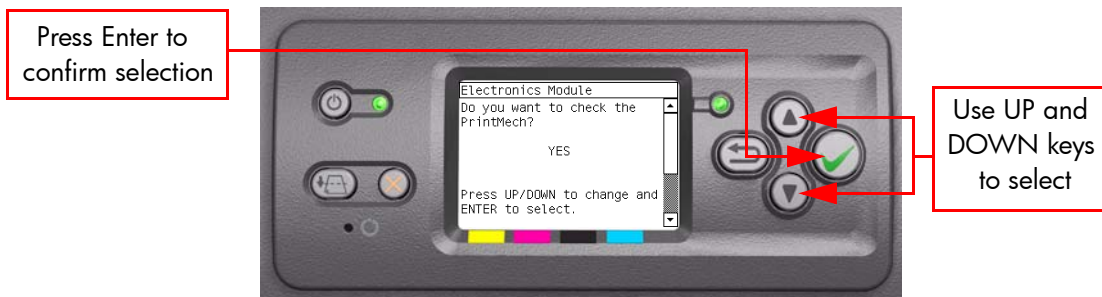 Press Enter to
confirm selection
Electronics Module
Do you want to check the
PrintMech?
YES
Press UP/DOWN to change and
ENTER to select.
Use UP and
DOWN keys
to select